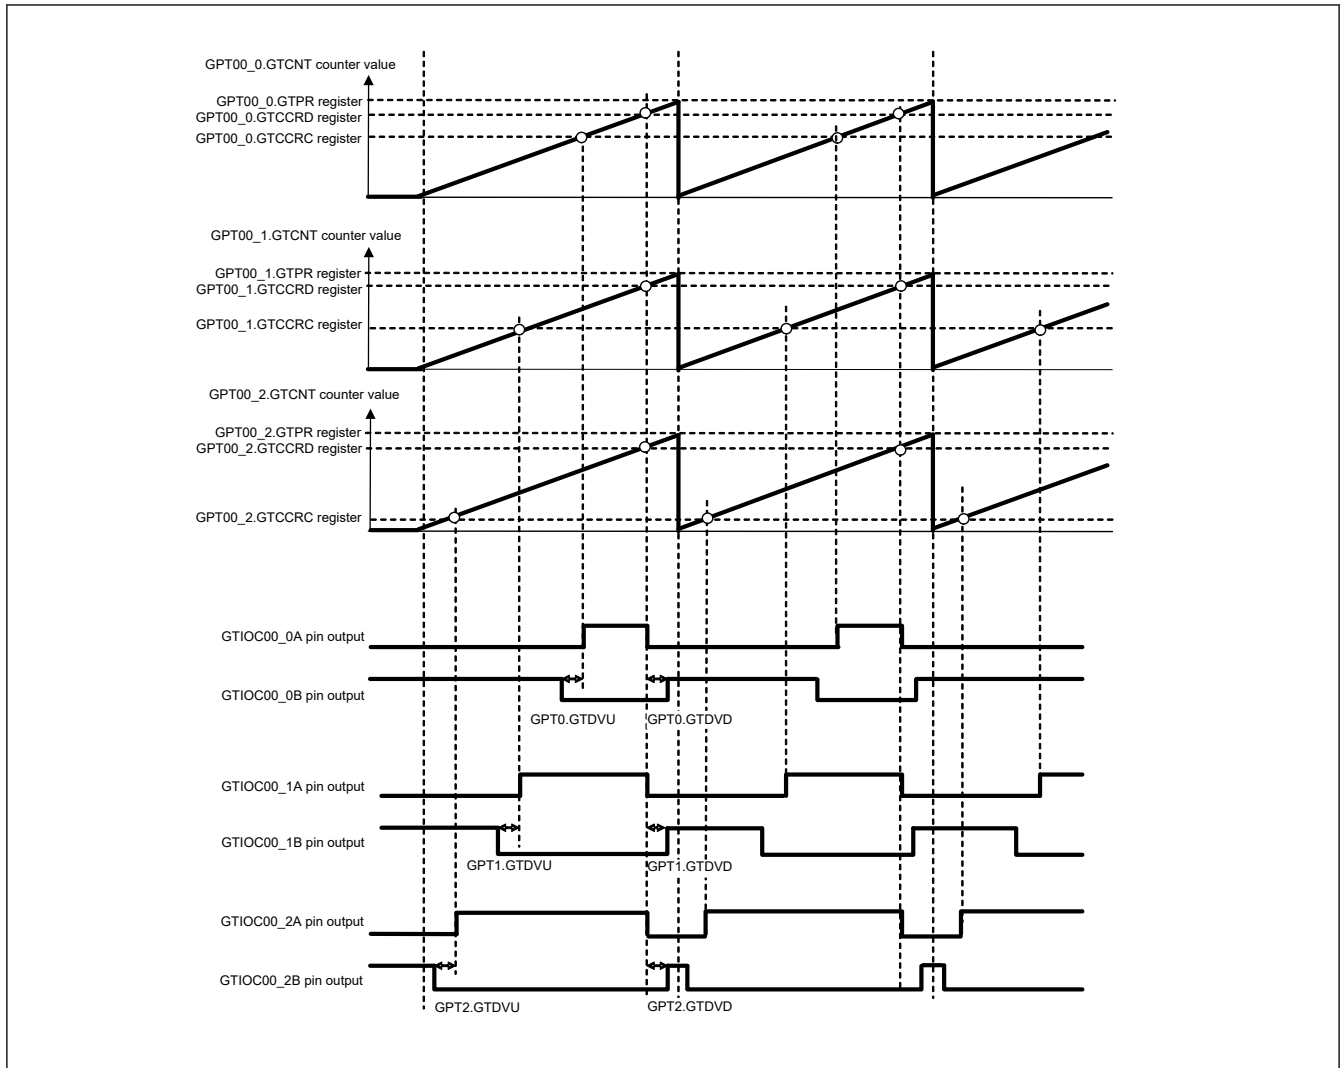 GPT00_0.GTCNT counter value
GPT00_0.GTPR register
GPT00_0.GTCCRD register
GPT00_0.GTCCRC register
GPT00_1.GTCNT counter value
GPT00_1.GTPR register
GPT00_1.GTCCRD register
GPT00_1.GTCCRC register
GPT00_2.GTCNT counter value
GPT00_2.GTPR register
GPT00_2.GTCCRD register
GPT00_2.GTCCRC register
GTIOC00_0A pin output
GTIOC00_0B pin output
GPT0.GTDVU GPT0.GTDVD
GTIOC00_1A pin output
GTIOC00_1B pin output
GPT1.GTDVU GPT1.GTDVD
GTIOC00_2A pin output
GTIOC00_2B pin output
GPT2.GTDVU GPT2.GTDVD